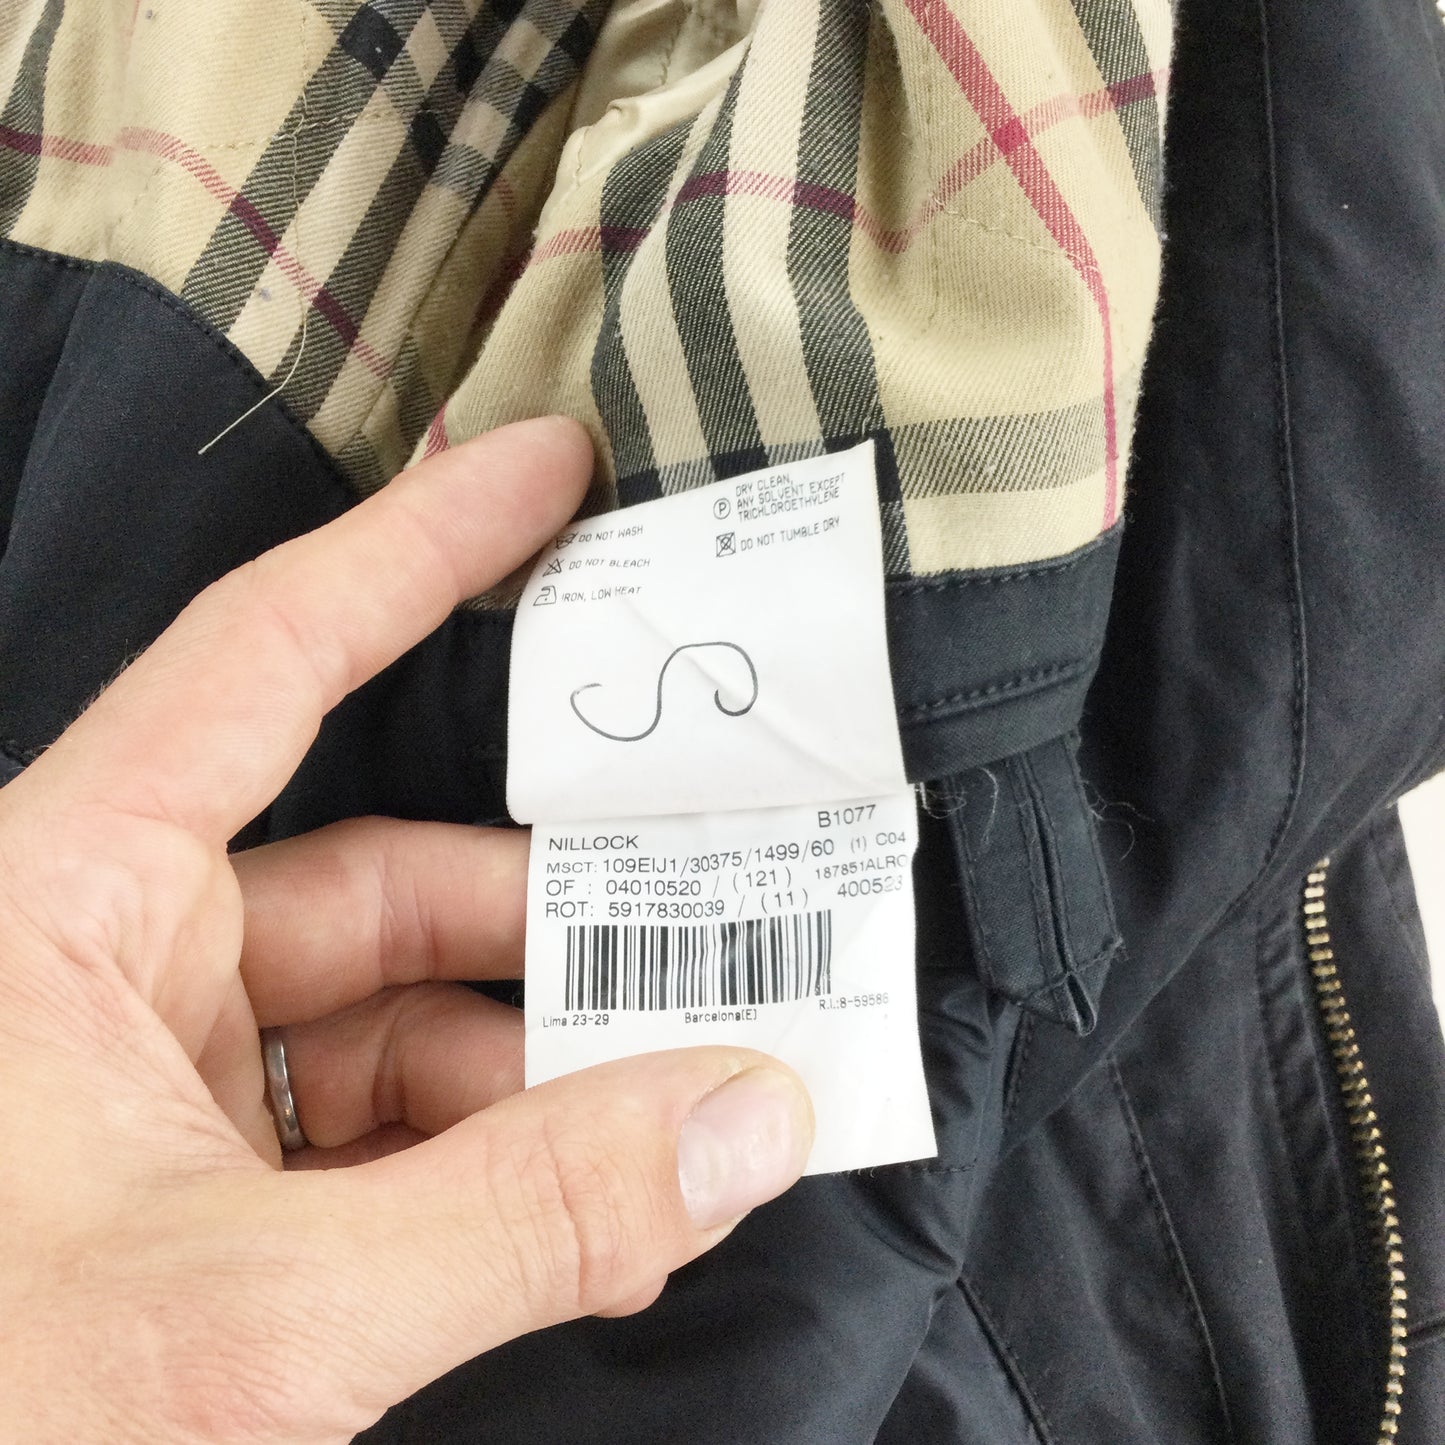 DO NOT WASH
DO NOT BLEACH
IRON, LOW HEAT
P
DRY CLEAN,
ANY SOLVENT EXCEPT
TRICHLOROETHYLENE
DO NOT TUMBLE DRY
S
B1077
NILLOCK
MSCT: 109EIJ1/30375/1499/60 (1) C04
OF : 04010520 / (121) 187851ALRO
ROT: 5917830039 / (11) 400523
Lima 23-29 Barcelona(E) R.I.:8-59586